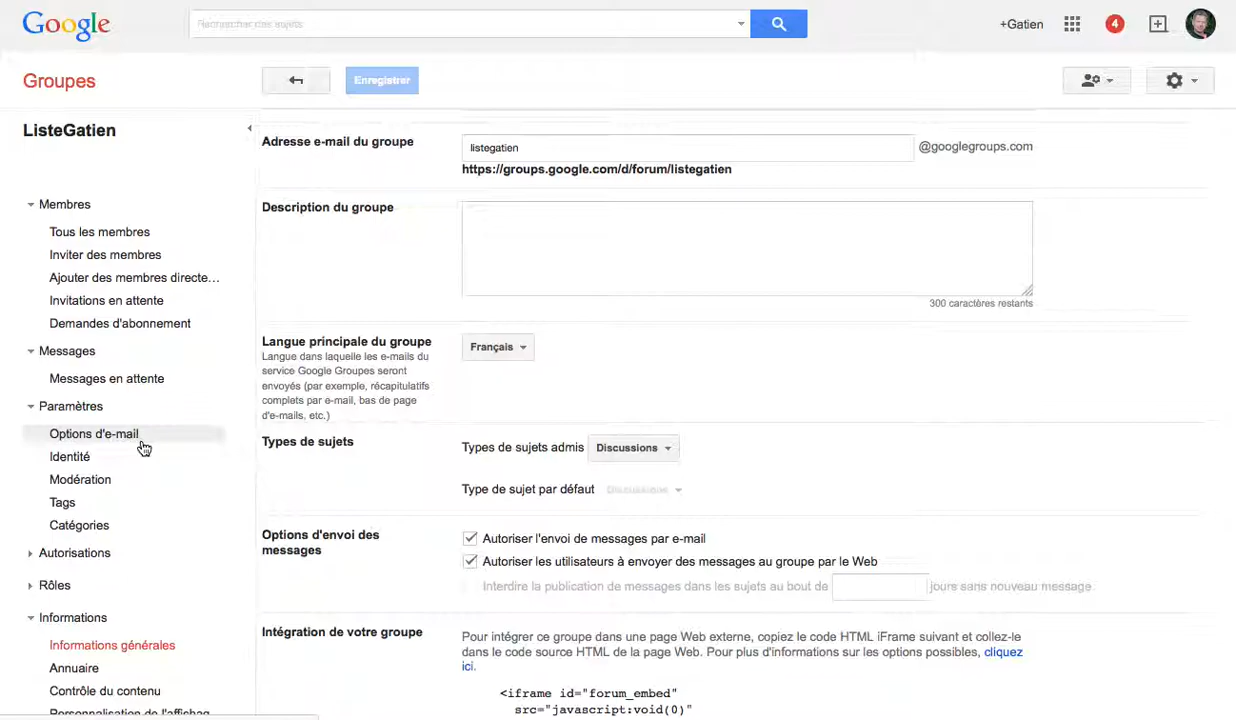 Google
Rechercher des sujets
+Gatien
4
Groupes
Enregistrer
ListeGatien
Membres
Tous les membres
Inviter des membres
Ajouter des membres directe…
Invitations en attente
Demandes d'abonnement
Messages
Messages en attente
Paramètres
Options d'e-mail
Identité
Modération
Tags
Catégories
Autorisations
Rôles
Informations
Informations générales
Annuaire
Contrôle du contenu
Personnalisation de l'affichag
Adresse e-mail du groupe
listegatien
@googlegroups.com
https://groups.google.com/d/forum/listegatien
Description du groupe
300 caractères restants
Langue principale du groupe
Langue dans laquelle les e-mails du
service Google Groupes seront
envoyés (par exemple, récapitulatifs
complets par e-mail, bas de page
d'e-mails, etc.)
Français
Types de sujets
Types de sujets admis
Discussions
Type de sujet par défaut
Discussions
Options d'envoi des
messages
Autoriser l'envoi de messages par e-mail
Autoriser les utilisateurs à envoyer des messages au groupe par le Web
Interdire la publication de messages dans les sujets au bout de jours sans nouveau message.
Intégration de votre groupe
Pour intégrer ce groupe dans une page Web externe, copiez le code HTML iFrame suivant et collez-
le dans le code source HTML de la page Web. Pour plus d'informations sur les options possibles, cliquez
ici.
<iframe id="forum_embed"
src="javascript:void(0)"